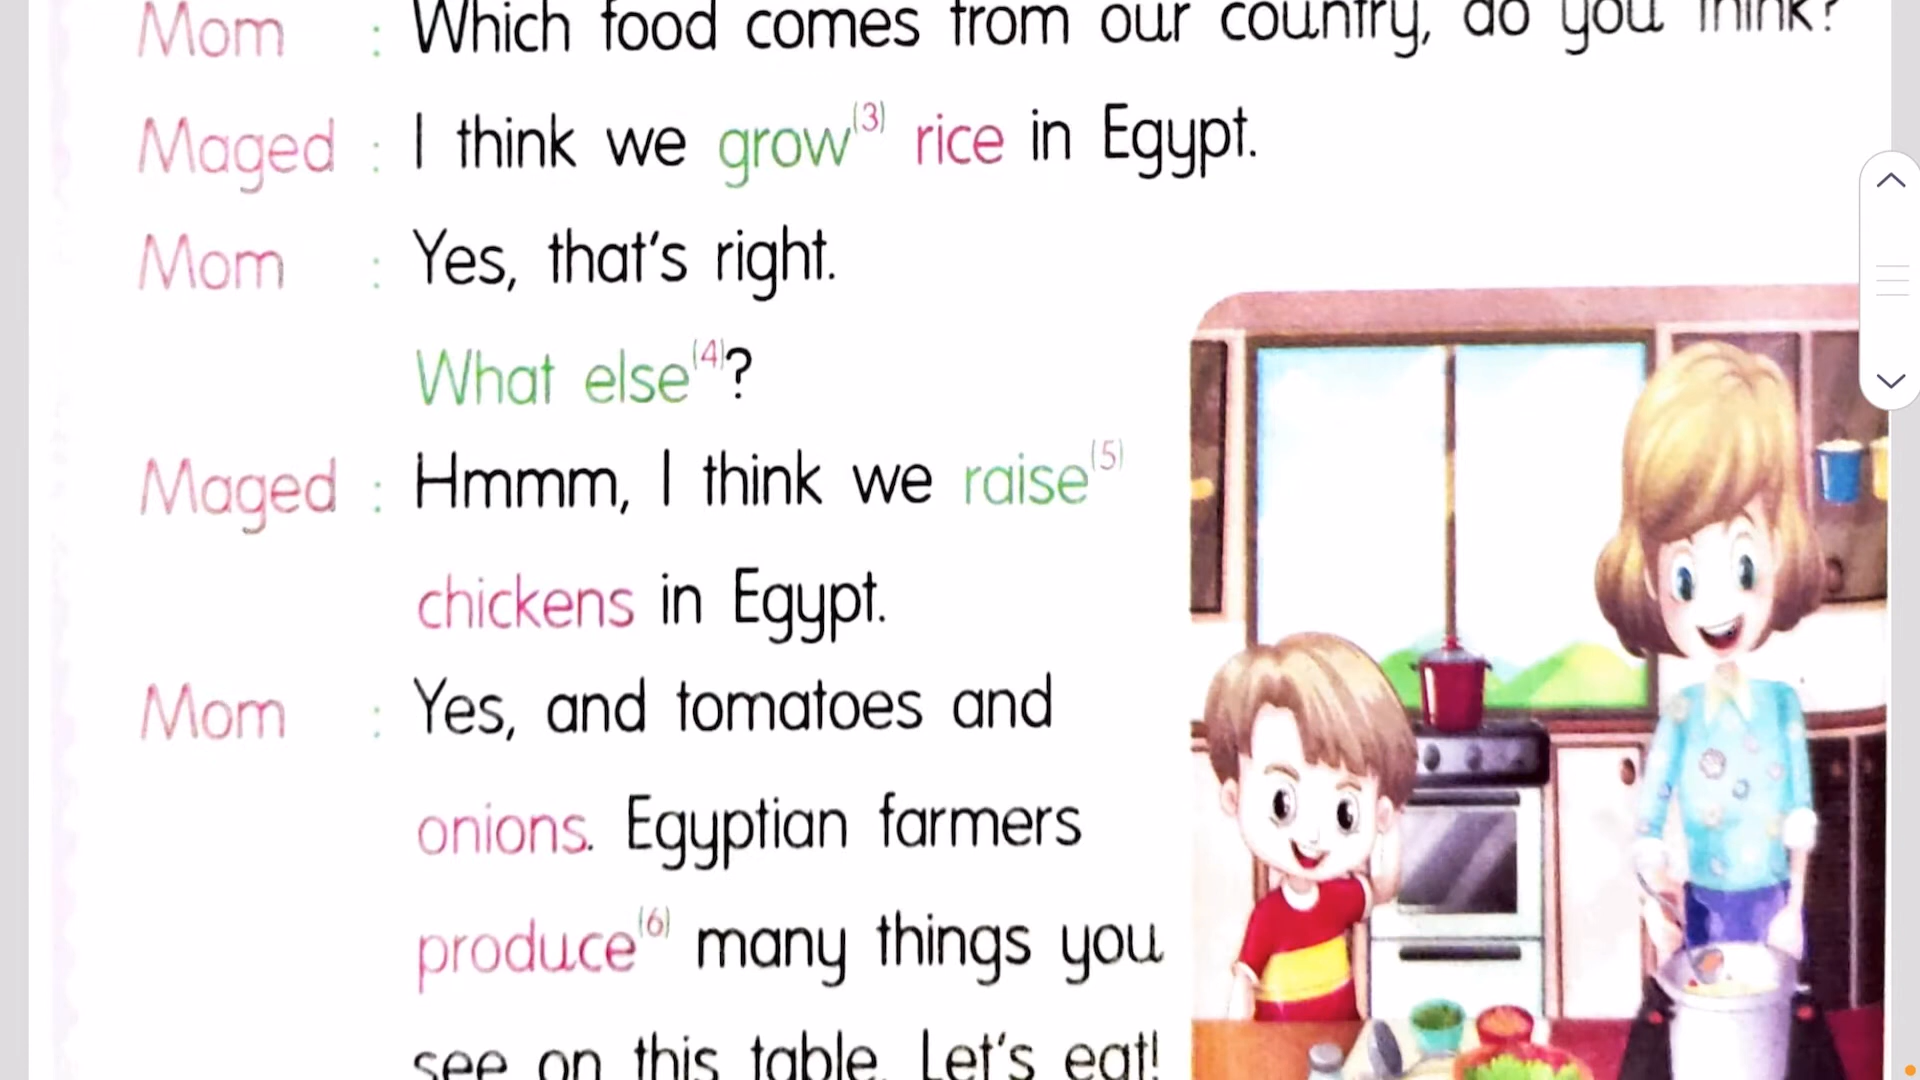 Mom : Which food comes from our country, do you think?
Maged : I think we grow(3) rice in Egypt.
Mom : Yes, that's right.
What else(4)?
Maged : Hmmm, I think we raise(5)
chickens in Egypt.
Mom : Yes, and tomatoes and
onions. Egyptian farmers
produce(6) many things you
see on this table. Let's eat!